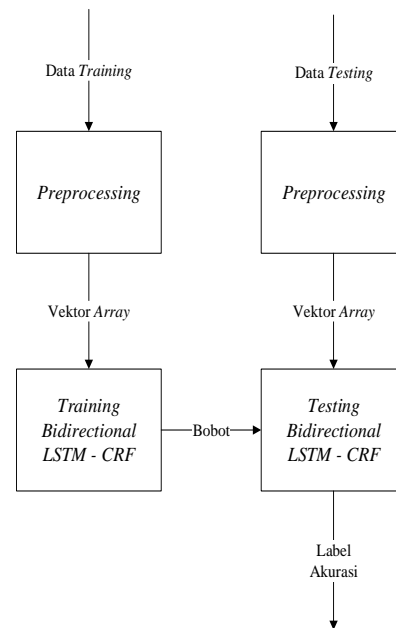 Data Training
Data Testing
Preprocessing
Preprocessing
Vektor Array
Vektor Array
Training
Bidirectional
LSTM - CRF
Bobot
Testing
Bidirectional
LSTM - CRF
Label
Akurasi